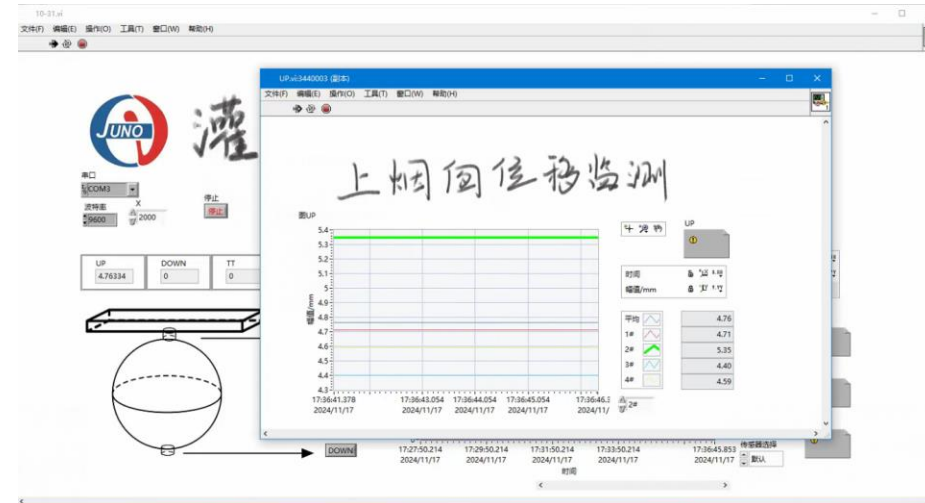 10-31.vi
文件(F) 编辑(E) 操作(O) 工具(T) 窗口(W) 帮助(H)
JUNO
灌
串口
COM3
波特率
9600
X
2000
停止
停止
UP
4.76334
DOWN
0
TT
0
UP.vi:3440003 (副本)
文件(F) 编辑(E) 操作(O) 工具(T) 窗口(W) 帮助(H)
上烟囱位移监测
图UP
幅值/mm
5.4
5.3
5.2
5.1
5
4.9
4.8
4.7
4.6
4.5
4.4
4.3
17:36:41.378 17:36:43.054 17:36:44.054 17:36:45.054 17:36:46.
2024/11/17 2024/11/17 2024/11/17 2024/11/17 2024/11/
UP
时间
幅值/mm
平均 4.76
1# 4.71
2# 5.35
3# 4.40
4# 4.59
2#
DOWN
17:27:50.214 17:29:50.214 17:31:50.214 17:33:50.214 17:36:45.853
2024/11/17 2024/11/17 2024/11/17 2024/11/17 2024/11/17
时间
传感器选择
默认